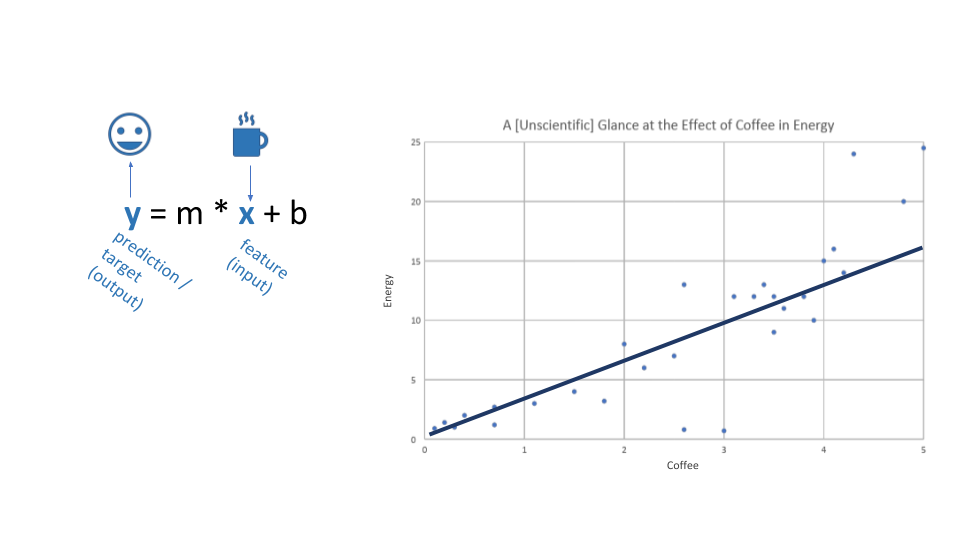 y = m * x + b
prediction /
target
(output)
feature
(input)
A [Unscientific] Glance at the Effect of Coffee in Energy
25
20
15
10
5
0
Energy
0 1 2 3 4 5
Coffee